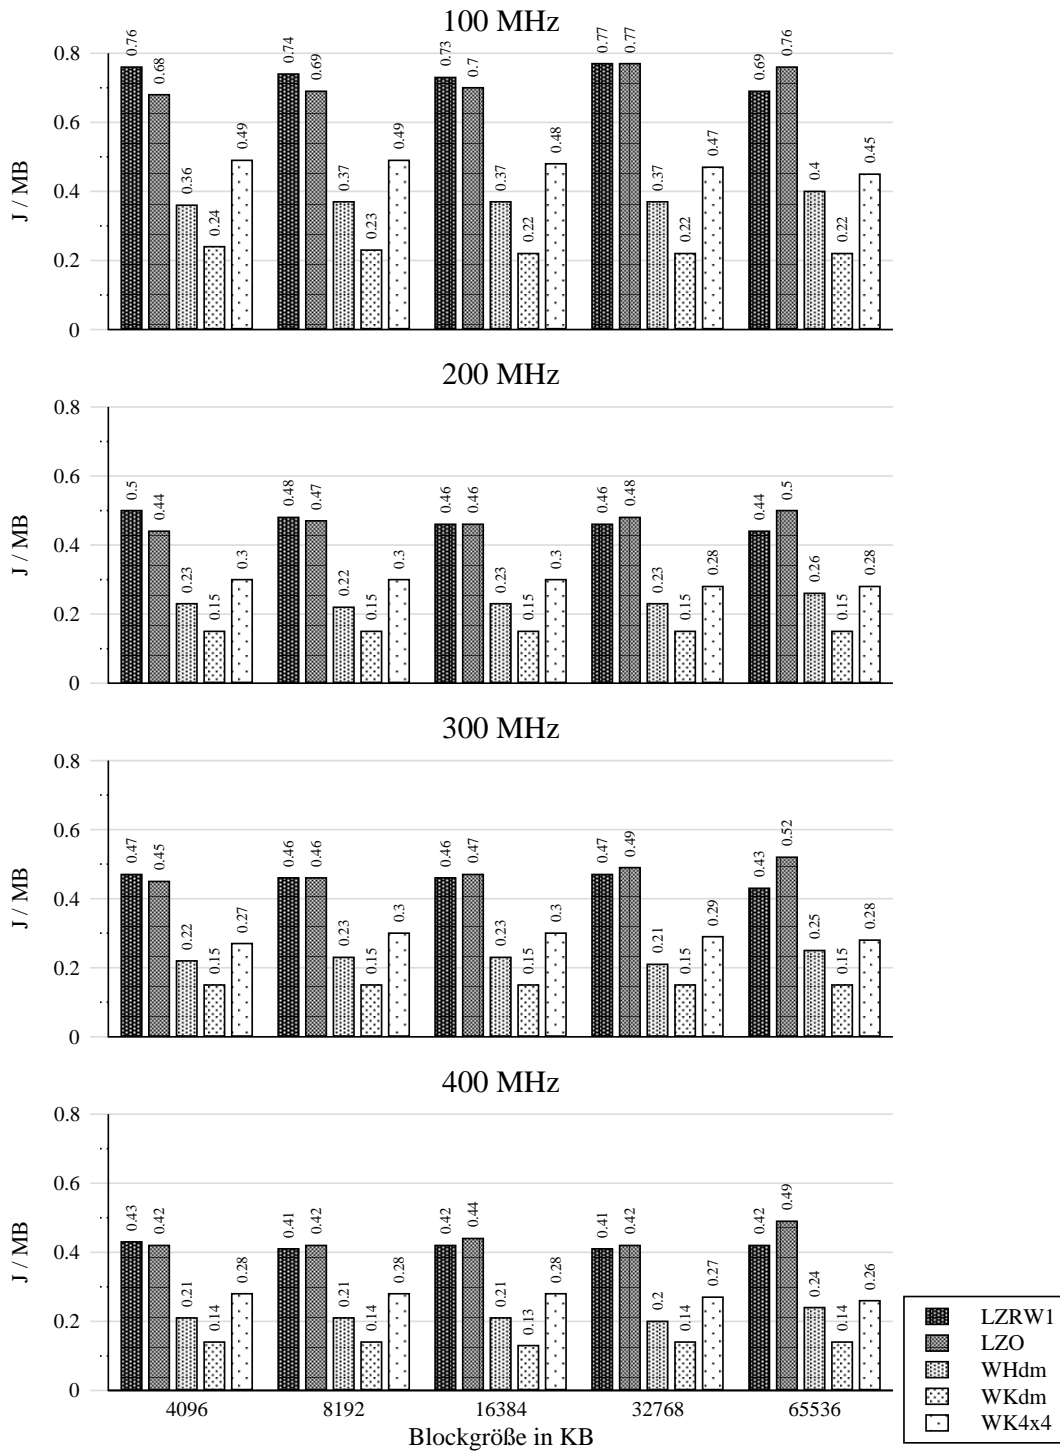 100 MHz
J / MB
0.8
0.6
0.4
0.2
0
0.76 0.68 0.36 0.24 0.49
0.74 0.69 0.37 0.23 0.49
0.73 0.7 0.37 0.22 0.48
0.77 0.77 0.37 0.22 0.47
0.69 0.76 0.4 0.22 0.45
200 MHz
J / MB
0.8
0.6
0.4
0.2
0
0.5 0.44 0.23 0.15 0.3
0.48 0.47 0.22 0.15 0.3
0.46 0.46 0.23 0.15 0.3
0.46 0.48 0.23 0.15 0.28
0.44 0.5 0.26 0.15 0.28
300 MHz
J / MB
0.8
0.6
0.4
0.2
0
0.47 0.45 0.22 0.15 0.27
0.46 0.46 0.23 0.15 0.3
0.46 0.47 0.23 0.15 0.3
0.47 0.49 0.21 0.15 0.29
0.43 0.52 0.25 0.15 0.28
400 MHz
J / MB
0.8
0.6
0.4
0.2
0
0.43 0.42 0.21 0.14 0.28
0.41 0.42 0.21 0.14 0.28
0.42 0.44 0.21 0.13 0.28
0.41 0.42 0.2 0.14 0.27
0.42 0.49 0.24 0.14 0.26
4096 8192 16384 32768 65536
Blockgröße in KB
LZRW1
LZO
WHdm
WKdm
WK4x4